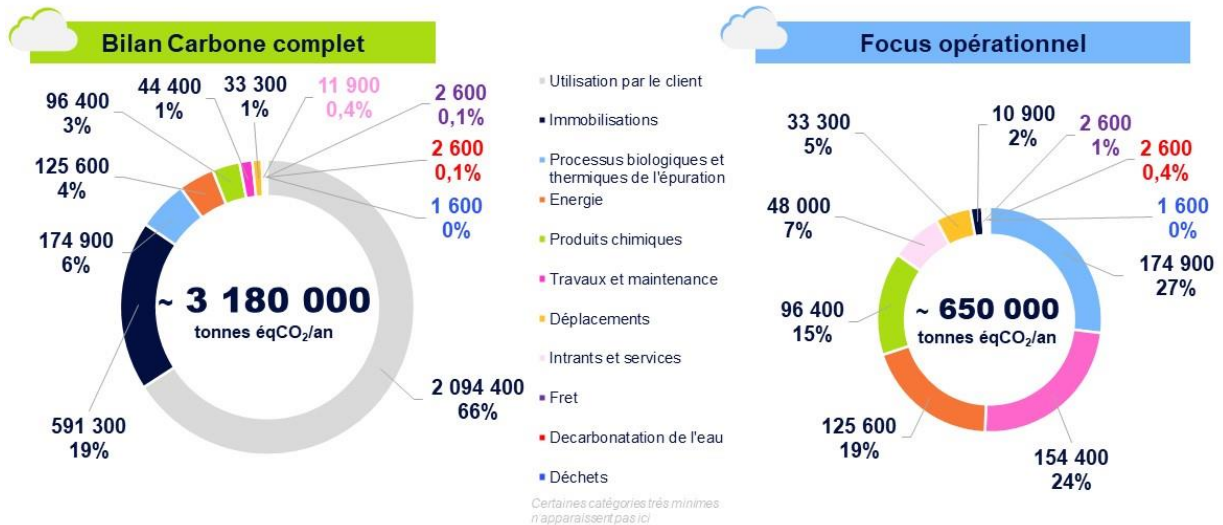 Bilan Carbone complet
44 400
1%
33 300
1%
11 900
0,4%
2 600
0,1%
96 400
3%
2 600
0,1%
125 600
4%
1 600
0%
174 900
6%
~ 3 180 000
tonnes éqCO₂/an
2 094 400
66%
591 300
19%
Utilisation par le client
Immobilisations
Processus biologiques et
thermiques de l'épuration
Energie
Produits chimiques
Travaux et maintenance
Déplacements
Intrants et services
Fret
Decarbonatation de l'eau
Déchets
Certaines catégories très minimes
n'apparaissent pas ici
Focus opérationnel
10 900
2%
2 600
1%
33 300
5%
2 600
0,4%
48 000
7%
1 600
0%
174 900
27%
96 400
15%
~ 650 000
tonnes éqCO₂/an
125 600
19%
154 400
24%